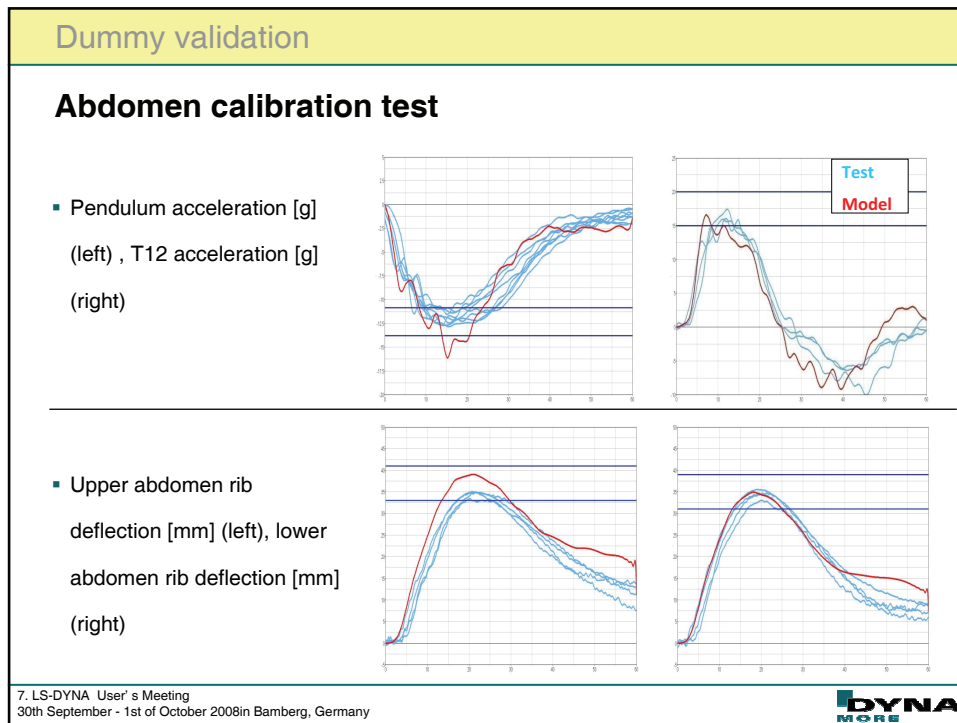 Dummy validation
Abdomen calibration test
▪ Pendulum acceleration [g]
(left) , T12 acceleration [g]
(right)
Test
Model
▪ Upper abdomen rib
deflection [mm] (left), lower
abdomen rib deflection [mm]
(right)
7. LS-DYNA User' s Meeting
30th September - 1st of October 2008in Bamberg, Germany
DYNA
MORE